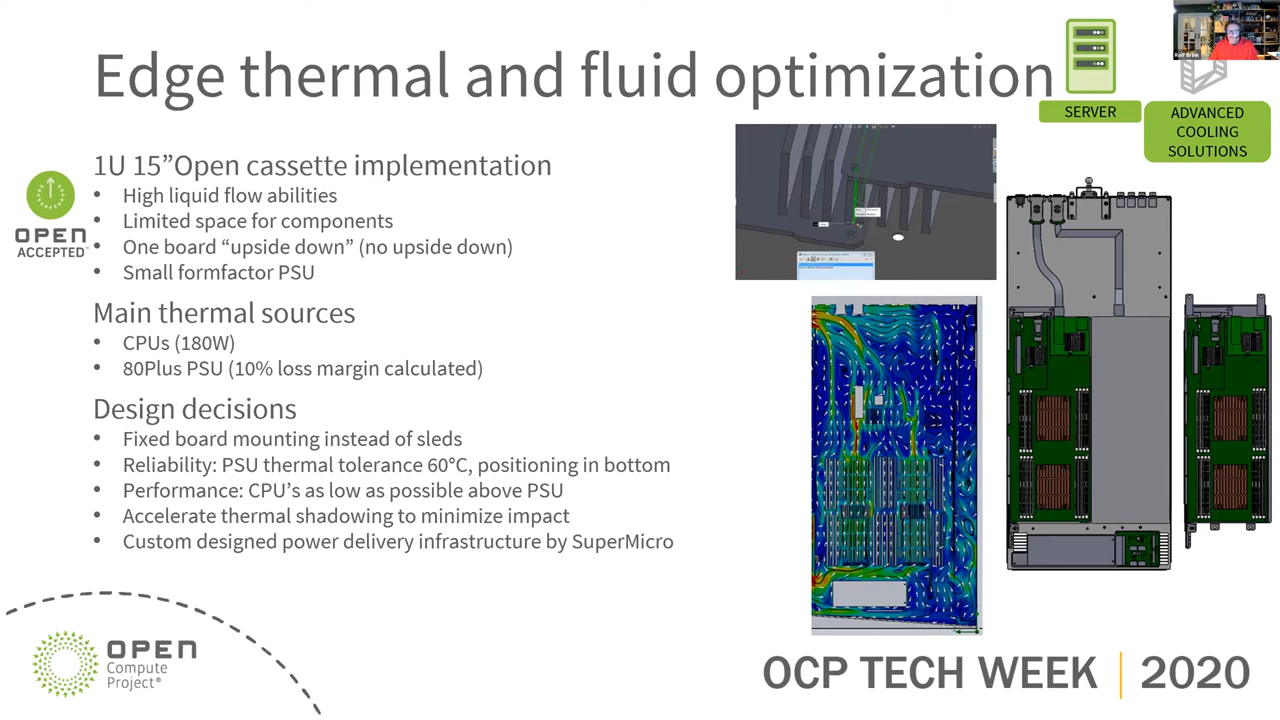 Edge thermal and fluid optimization
Rolf Brink
SERVER
ADVANCED
COOLING
SOLUTIONS
OPEN
ACCEPTED™
1U 15”Open cassette implementation
• High liquid flow abilities
• Limited space for components
• One board “upside down” (no upside down)
• Small formfactor PSU
Main thermal sources
• CPUs (180W)
• 80Plus PSU (10% loss margin calculated)
Design decisions
• Fixed board mounting instead of sleds
• Reliability: PSU thermal tolerance 60°C, positioning in bottom
• Performance: CPU’s as low as possible above PSU
• Accelerate thermal shadowing to minimize impact
• Custom designed power delivery infrastructure by SuperMicro
OPEN
Compute
Project®
OCP TECH WEEK | 2020